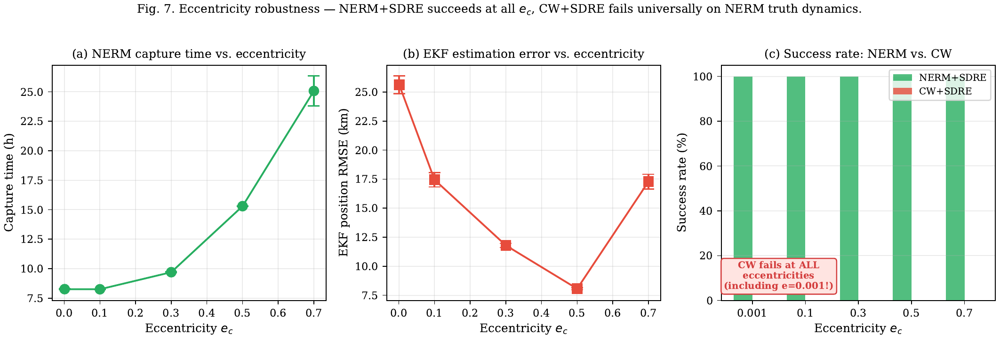 Fig. 7. Eccentricity robustness — NERM+SDRE succeeds at all e_c, CW+SDRE fails universally on NERM truth dynamics.
(a) NERM capture time vs. eccentricity
Capture time (h)
25.0
22.5
20.0
17.5
15.0
12.5
10.0
7.5
0.0 0.1 0.2 0.3 0.4 0.5 0.6 0.7
Eccentricity e_c
(b) EKF estimation error vs. eccentricity
EKF position RMSE (km)
25.0
22.5
20.0
17.5
15.0
12.5
10.0
7.5
0.0 0.1 0.2 0.3 0.4 0.5 0.6 0.7
Eccentricity e_c
(c) Success rate: NERM vs. CW
Success rate (%)
100
80
60
40
20
0
NERM+SDRE
CW+SDRE
CW fails at ALL
eccentricities
(including e=0.001!)
0.001 0.1 0.3 0.5 0.7
Eccentricity e_c